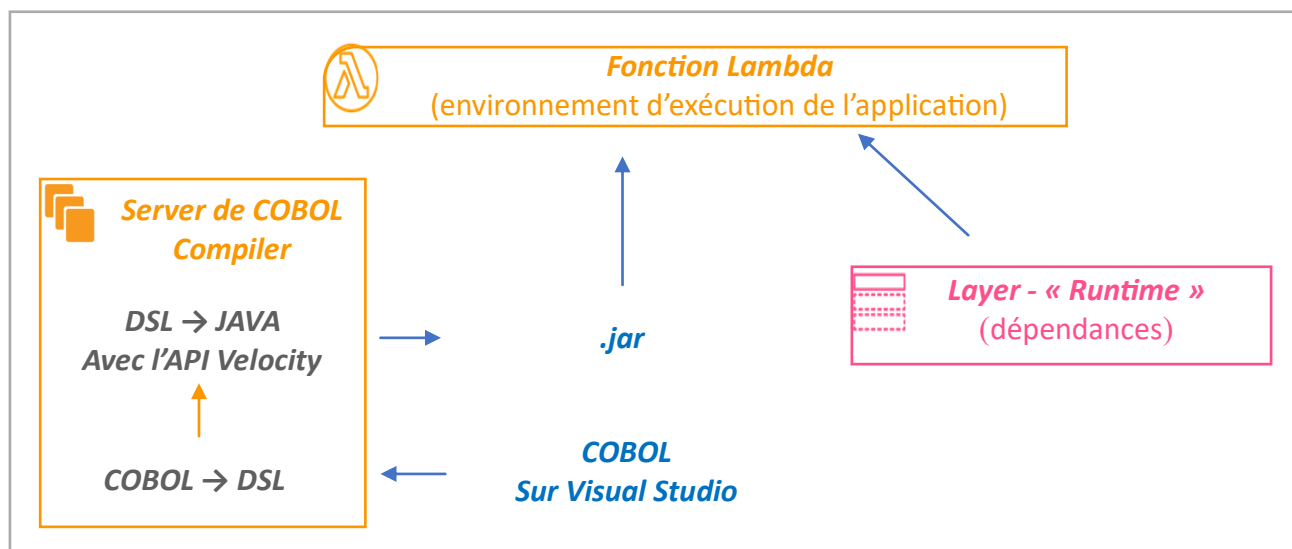 Fonction Lambda
(environnement d’exécution de l’application)
Server de COBOL
Compiler
DSL → JAVA
Avec l’API Velocity
COBOL → DSL
.jar
COBOL
Sur Visual Studio
Layer - « Runtime »
(dépendances)